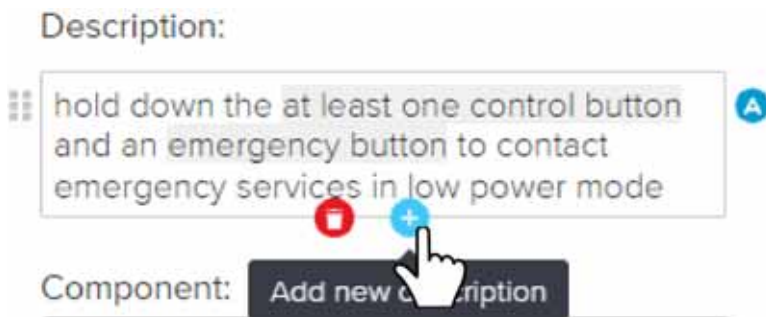 Description:
hold down the at least one control button
A
and an emergency button to contact
emergency services in low power mode
Component:
Add new
ription